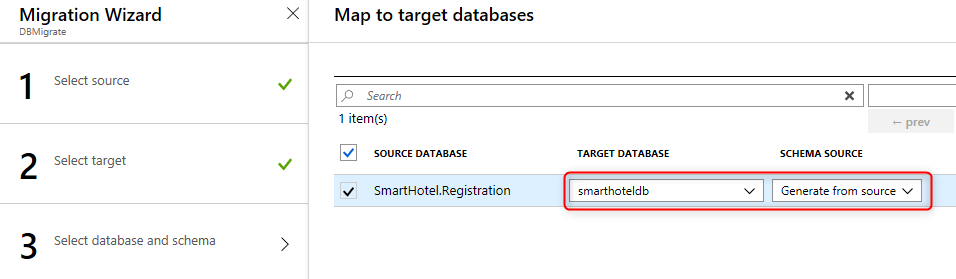 Migration Wizard
DBMigrate
1 Select source
2 Select target
3 Select database and schema
Map to target databases
Search
1 item(s)
← prev
SOURCE DATABASE TARGET DATABASE SCHEMA SOURCE
SmartHotel.Registration smarthoteldb Generate from source